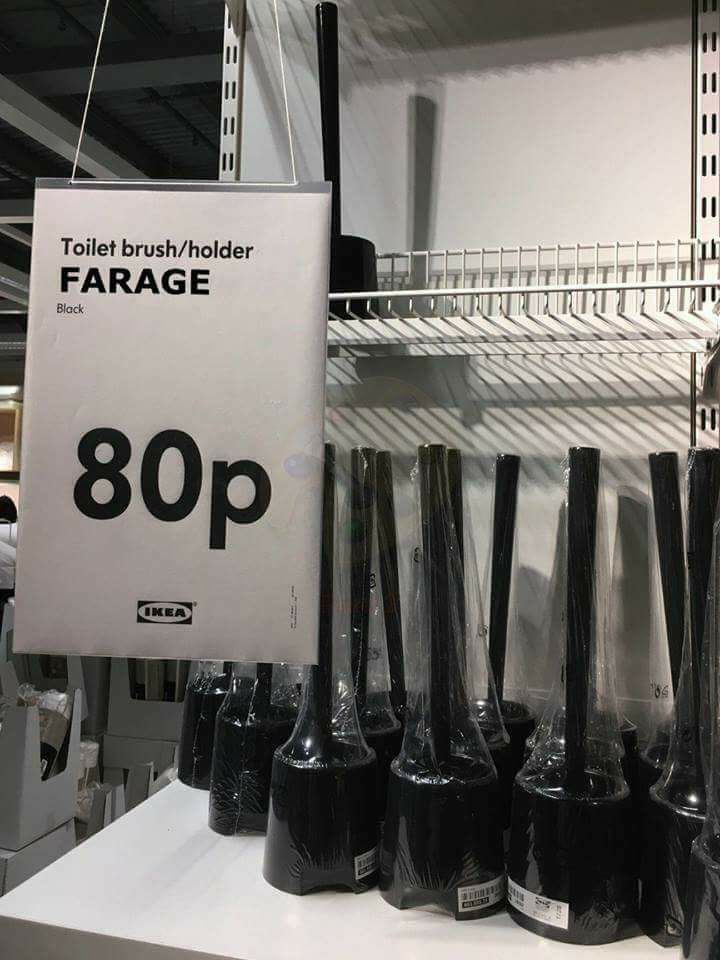 Toilet brush/holder
FARAGE
Black
80p
IKEA